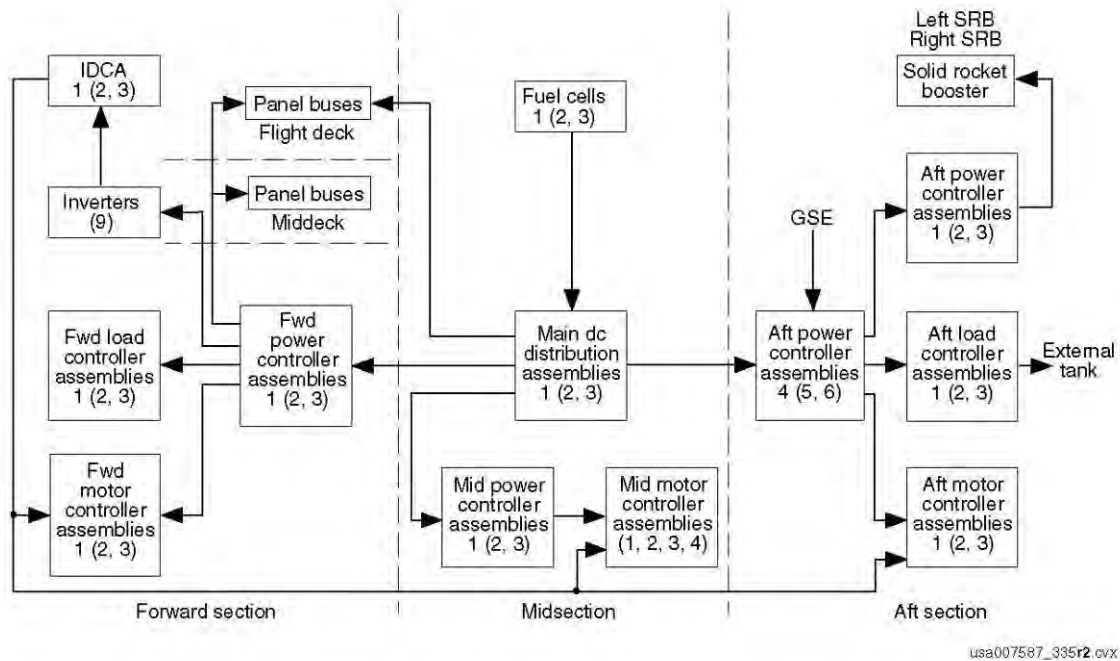 Left SRB
Right SRB
IDCA
1 (2, 3)
Panel buses
Flight deck
Fuel cells
1 (2, 3)
Solid rocket
booster
Inverters
(9)
Panel buses
Middeck
GSE
Aft power
controller
assemblies
1 (2, 3)
Fwd load
controller
assemblies
1 (2, 3)
Fwd
power
controller
assemblies
1 (2, 3)
Main dc
distribution
assemblies
1 (2, 3)
Aft power
controller
assemblies
4 (5, 6)
Aft load
controller
assemblies
1 (2, 3)
External
tank
Fwd
motor
controller
assemblies
1 (2, 3)
Mid power
controller
assemblies
1 (2, 3)
Mid motor
controller
assemblies
(1, 2, 3, 4)
Aft motor
controller
assemblies
1 (2, 3)
Forward section
Midsection
Aft section
usa007587_335r2.cvx